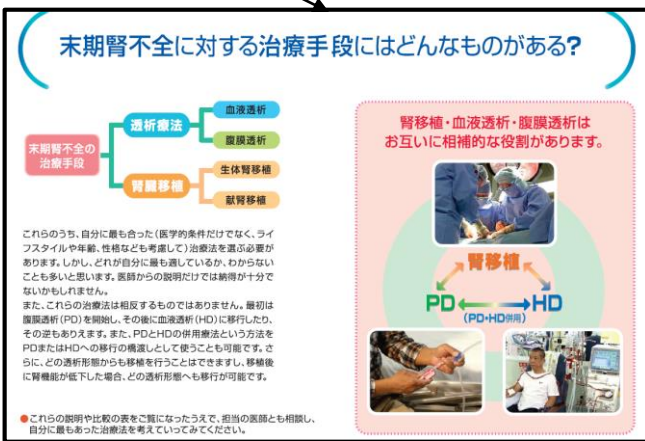 末期腎不全に対する治療手段にはどんなものがある?
末期腎不全の
治療手段
透析療法
血液透析
腹膜透析
腎臓移植
生体腎移植
献腎移植
これらのうち、自分に最も合った(医学的条件だけでなく、ライ
フスタイルや年齢、性格なども考慮して)治療法を選ぶ必要が
あります。しかし、どれが自分に最も適しているか、わからない
ことも多いと思います。医師からの説明だけでは納得が十分で
ないかもしれません。
また、これらの治療法は相反するものではありません。最初は
腹膜透析(PD)を開始し、その後に血液透析(HD)に移行したり、
その逆もありえます。また、PDとHDの併用療法という方法を
PDまたはHDへの移行の橋渡しとして使うことも可能です。さ
らに、どの透析形態からも移植を行うことはできますし、移植後
に腎機能が低下した場合、どの透析形態へも移行が可能です。
●これらの説明や比較の表をご覧になったうえで、担当の医師とも相談し、
自分に最もあった治療法を考えていってみてください。
腎移植・血液透析・腹膜透析は
お互いに相補的な役割があります。
腎移植
PD
HD
(PD+HD併用)